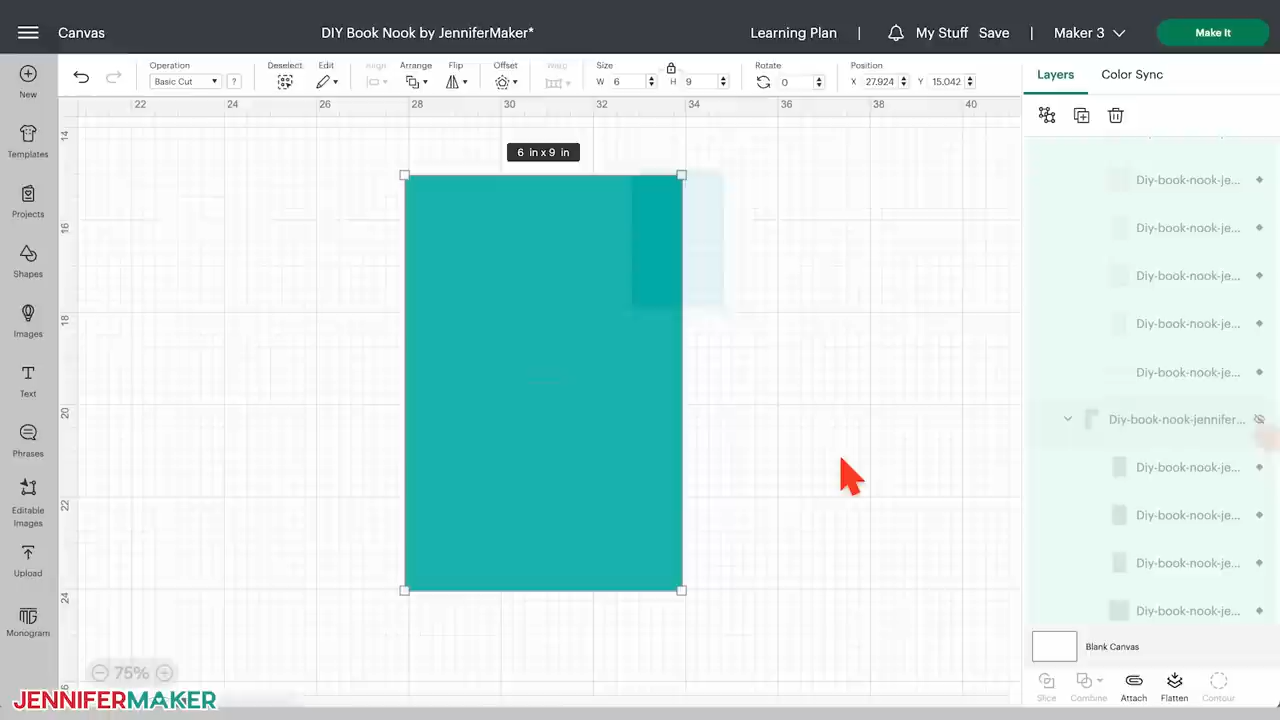 Canvas
DIY Book Nook by JenniferMaker*
Learning Plan
My Stuff
Save
Maker 3
Make It
Operation
Basic Cut
?
Deselect
Edit
Align
Arrange
Flip
Offset
Warp
Size
W 6
H 9
Rotate
0
Position
X 27.924
Y 15.042
Layers
Color Sync
New
Templates
Projects
Shapes
Images
Text
Phrases
Editable
Images
Upload
Monogram
22 24 26 28 30 32 34 36 38 40
14
16
18
20
22
24
6 in x 9 in
Diy-book-nook-je...
Diy-book-nook-je...
Diy-book-nook-je...
Diy-book-nook-je...
Diy-book-nook-je...
Diy-book-nook-jennifer...
Diy-book-nook-je...
Diy-book-nook-je...
Diy-book-nook-je...
Diy-book-nook-je...
Blank Canvas
Slice
Combine
Attach
Flatten
Contour
75%
JENNIFERMAKER